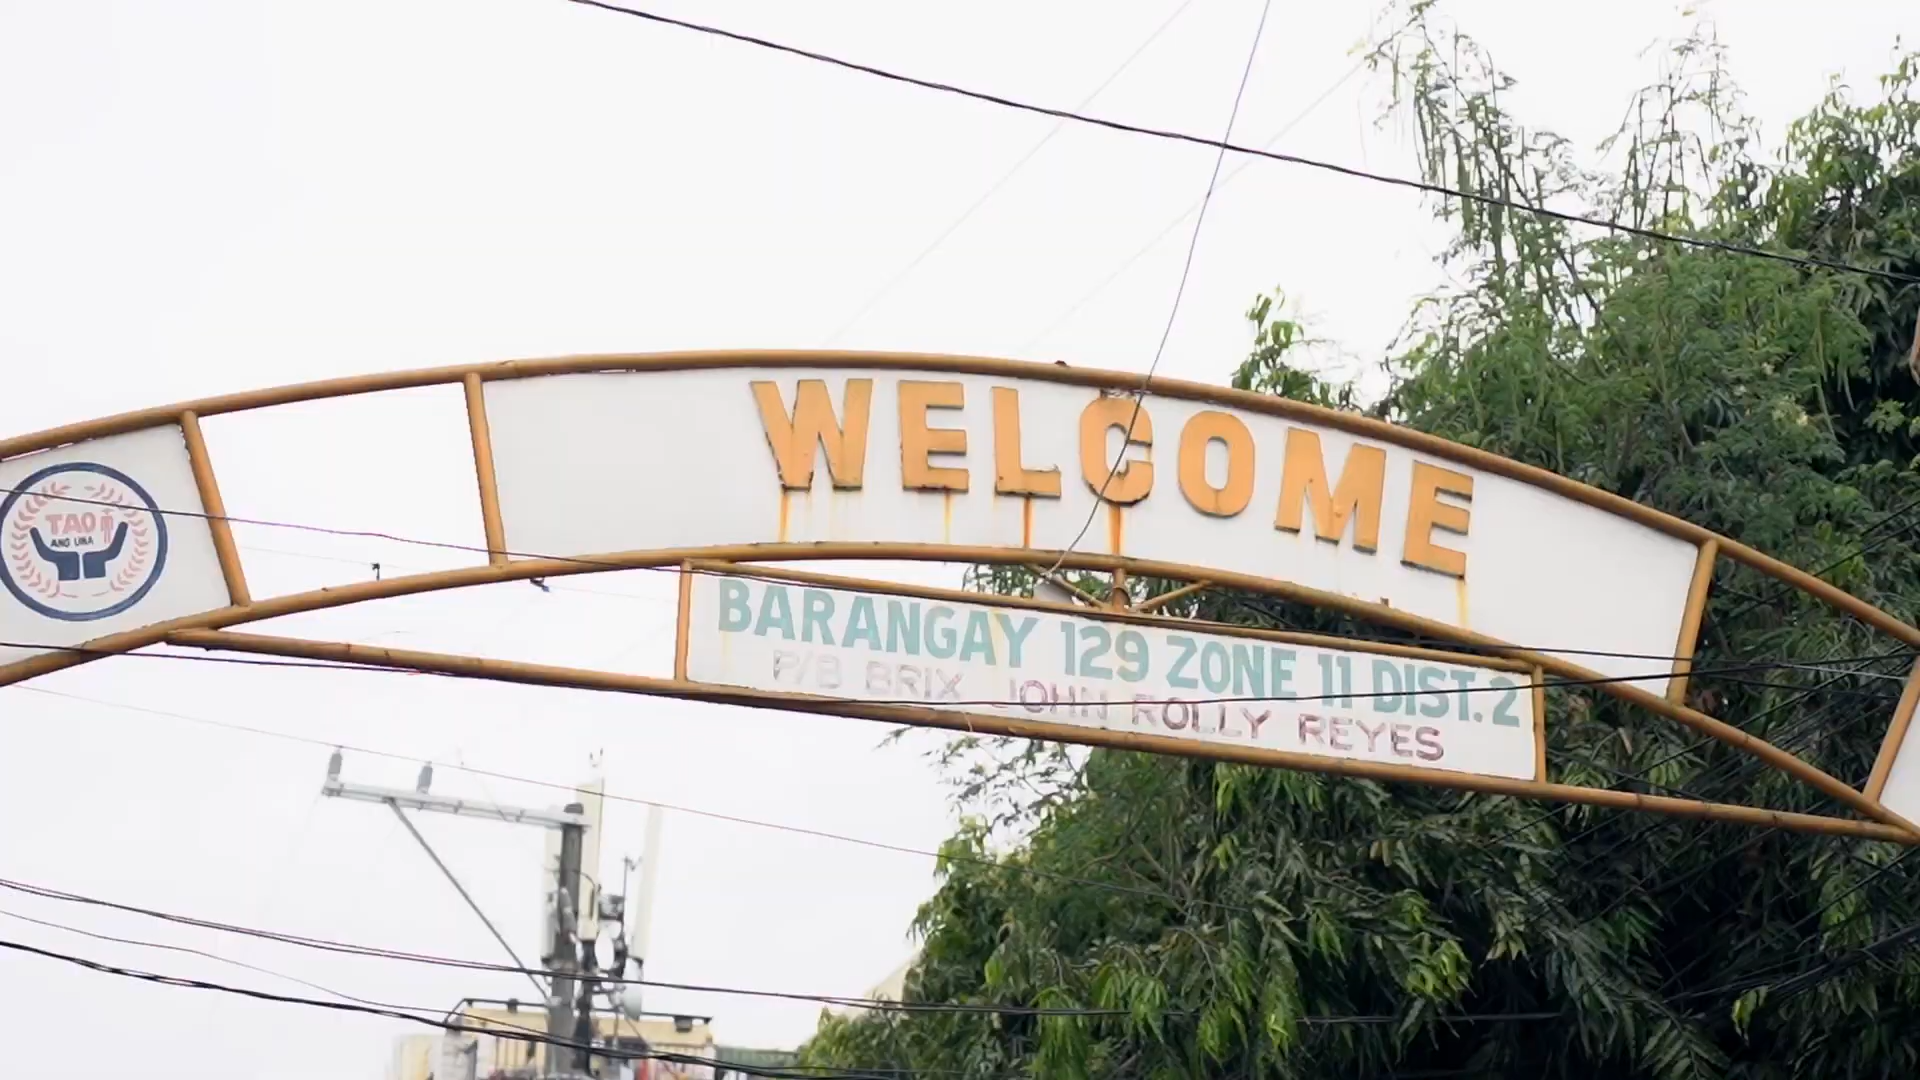 WELCOME
TAO
ANG UNA
BARANGAY 129 ZONE 11 DIST. 2
P/B BRIX JOHN ROLLY REYES